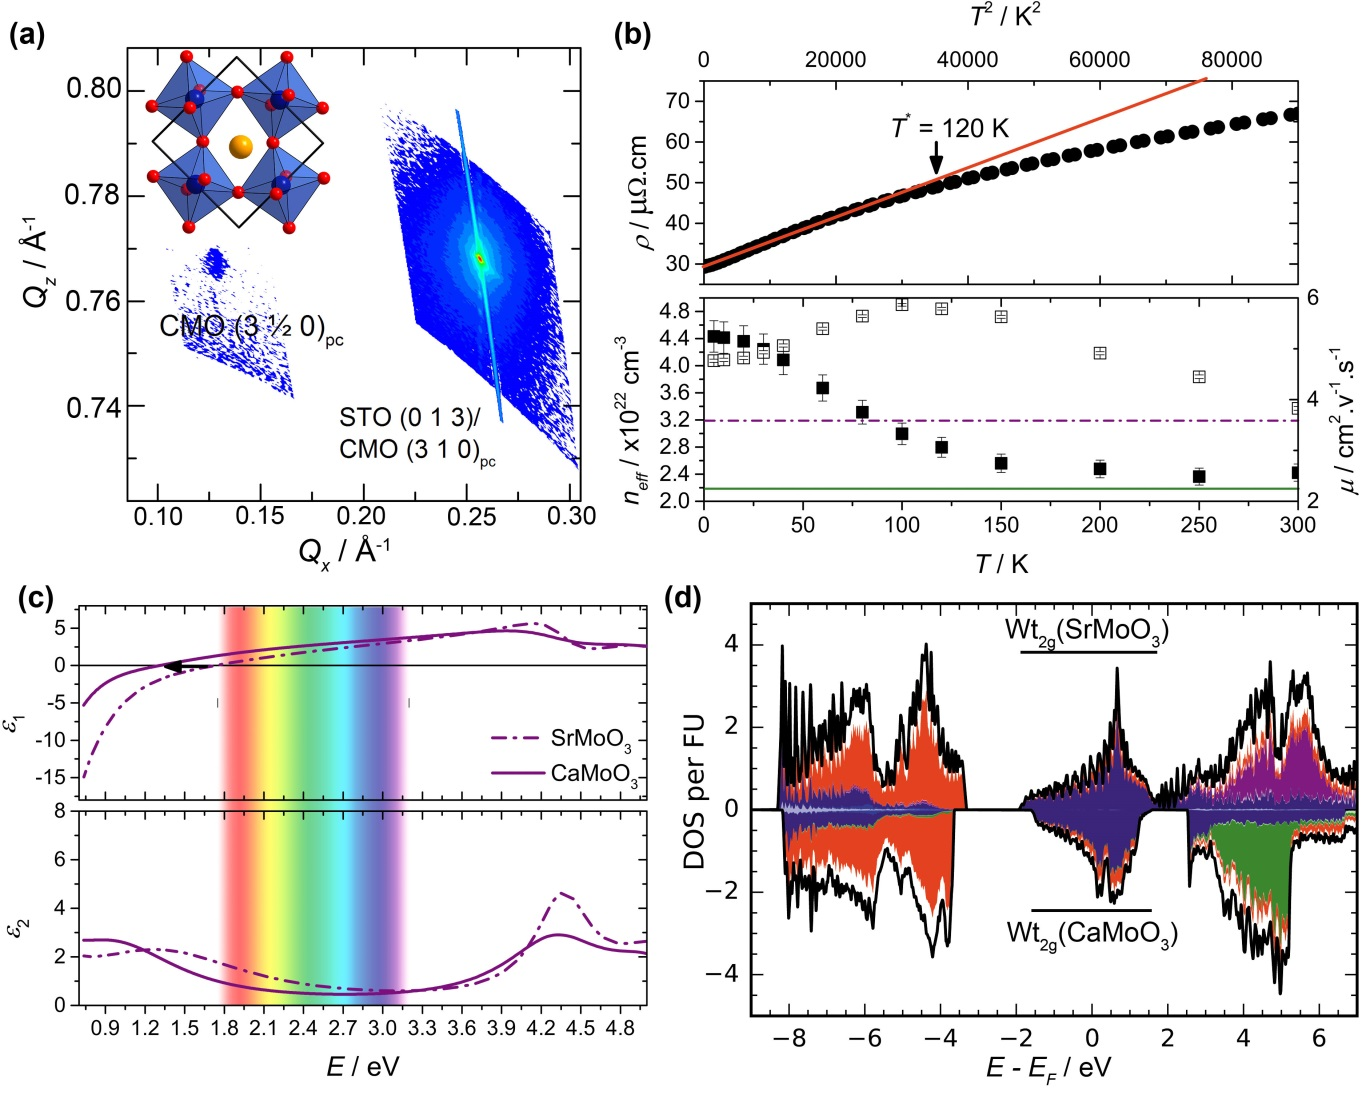 (a)
0.80
0.78
0.76
0.74
Q_z / Å⁻¹
CMO (3 ½ 0)_pc
STO (0 1 3)/
CMO (3 1 0)_pc
0.10 0.15 0.20 0.25 0.30
Q_x / Å⁻¹
(b)
T² / K²
0 20000 40000 60000 80000
70
60
50
40
30
ρ / µΩ.cm
T* = 120 K
4.8
4.4
4.0
3.6
3.2
2.8
2.4
2.0
n_eff / x10²² cm⁻³
6
4
2
μ / cm².v⁻¹.s⁻¹
0 50 100 150 200 250 300
T / K
(c)
5
0
-5
-10
-15
ε₁
SrMoO₃
CaMoO₃
8
6
4
2
0
ε₂
0.9 1.2 1.5 1.8 2.1 2.4 2.7 3.0 3.3 3.6 3.9 4.2 4.5 4.8
E / eV
(d)
4
2
0
−2
−4
DOS per FU
Wt₂g(SrMoO₃)
Wt₂g(CaMoO₃)
−8 −6 −4 −2 0 2 4 6
E - E_F / eV